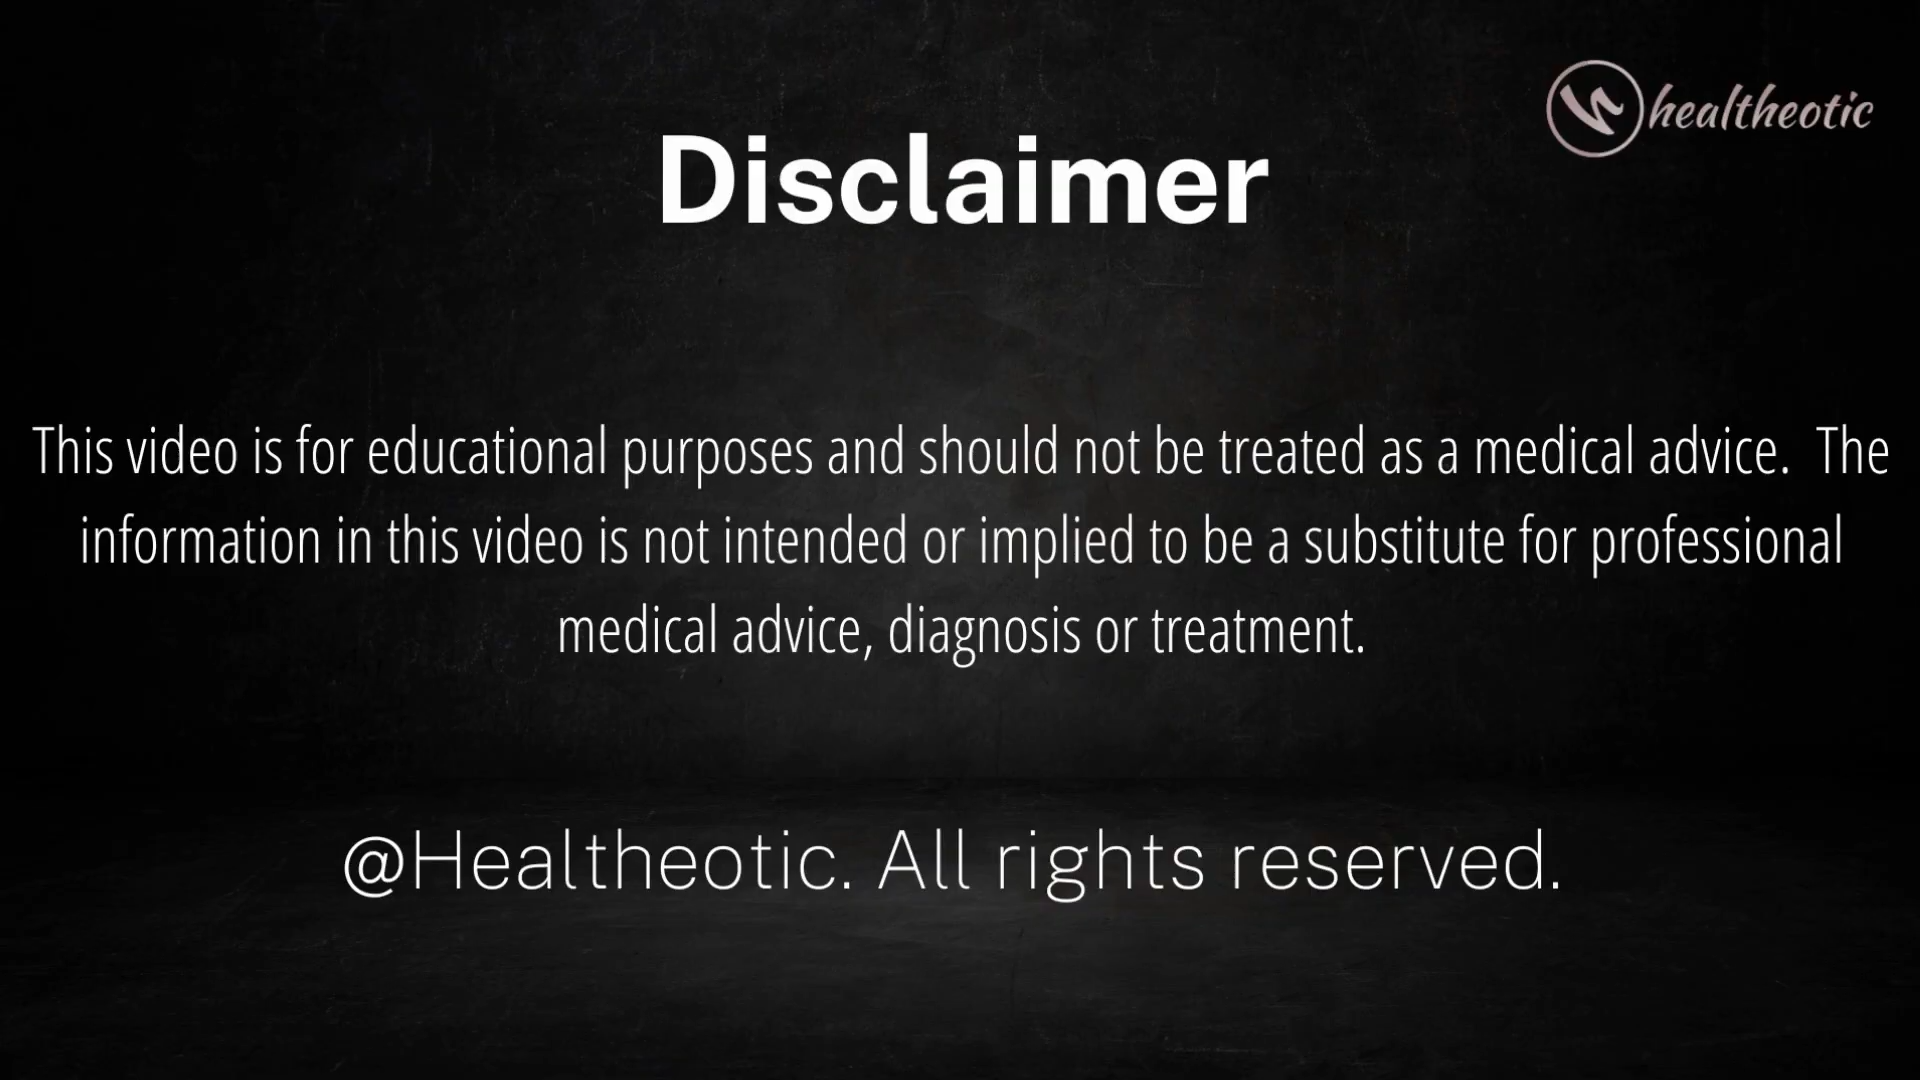 healtheotic
Disclaimer
This video is for educational purposes and should not be treated as a medical advice.  The
information in this video is not intended or implied to be a substitute for professional
medical advice, diagnosis or treatment.
@Healtheotic. All rights reserved.